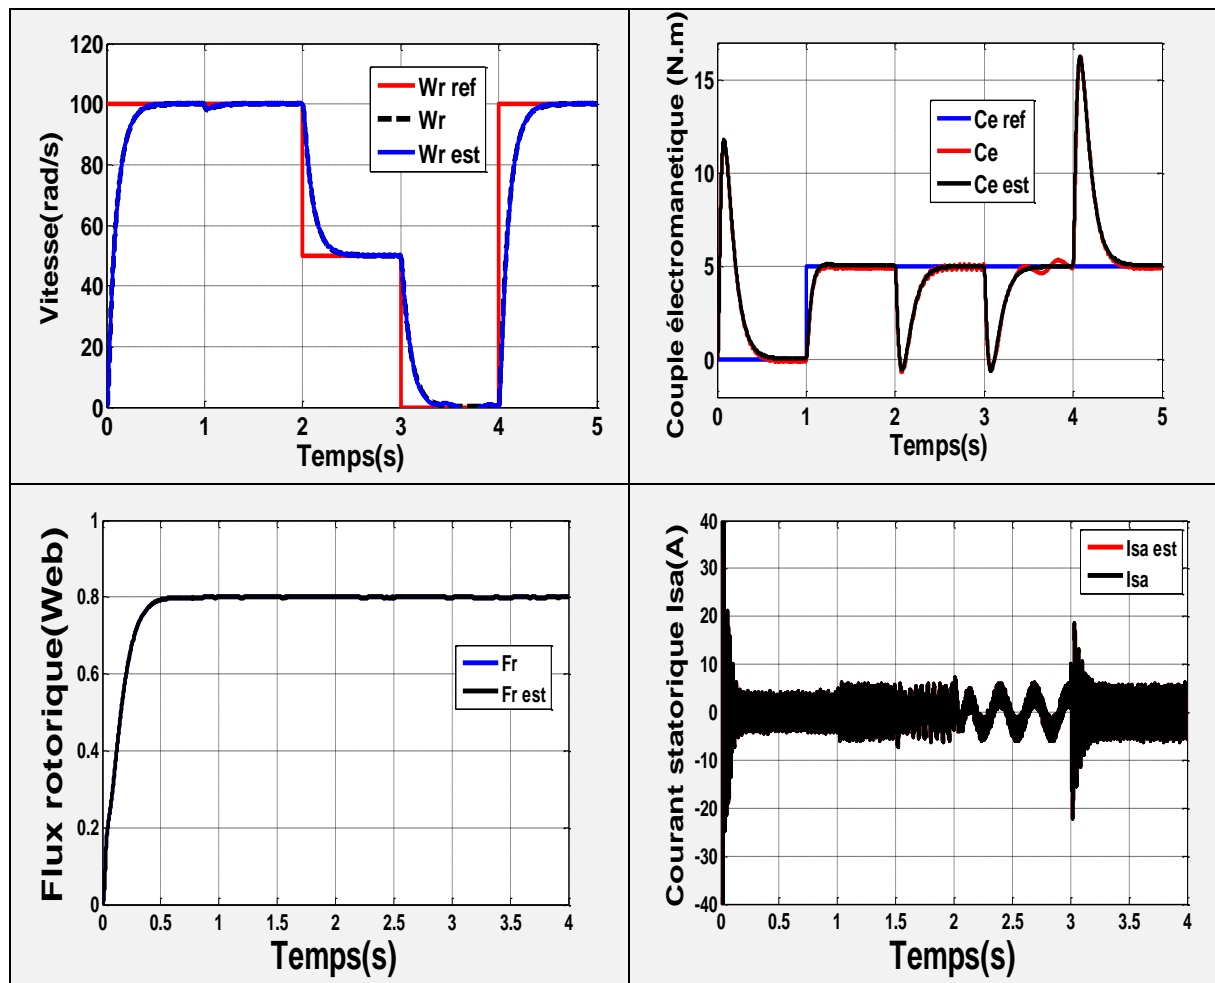 Vitesse(rad/s)
120
100
80
60
40
20
0
Wr ref
Wr
Wr est
0 1 2 3 4 5
Temps(s)
Couple électromanetique (N.m)
15
10
5
0
Ce ref
Ce
Ce est
0 1 2 3 4 5
Temps(s)
Flux rotorique(Web)
1
0.8
0.6
0.4
0.2
0
Fr
Fr est
0 0.5 1 1.5 2 2.5 3 3.5 4
Temps(s)
Courant statorique Isa(A)
40
30
20
10
0
-10
-20
-30
-40
Isa est
Isa
0 0.5 1 1.5 2 2.5 3 3.5 4
Temps(s)